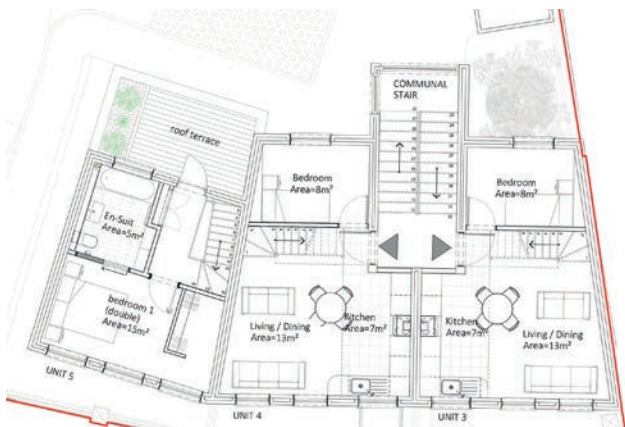 COMMUNAL
STAIR
roof terrace
Bedroom
Area=8m²
Bedroom
Area=8m²
En-Suit
Area=5m²
bedroom 1
(double)
Area=15m²
Living / Dining
Area=13m²
Kitchen
Area=7m²
Kitchen
Area=7m²
Living / Dining
Area=13m²
UNIT 5
UNIT 4
UNIT 3